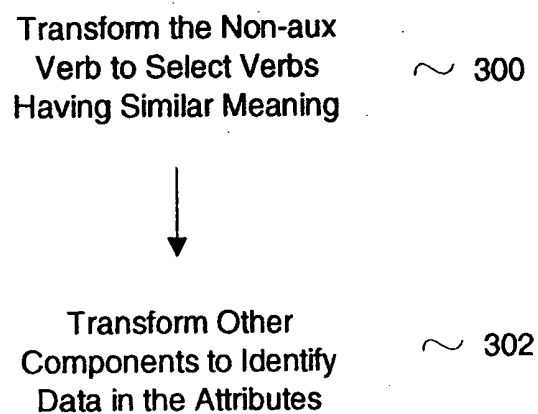 Transform the Non-aux
Verb to Select Verbs
Having Similar Meaning
300
Transform Other
Components to Identify
Data in the Attributes
302